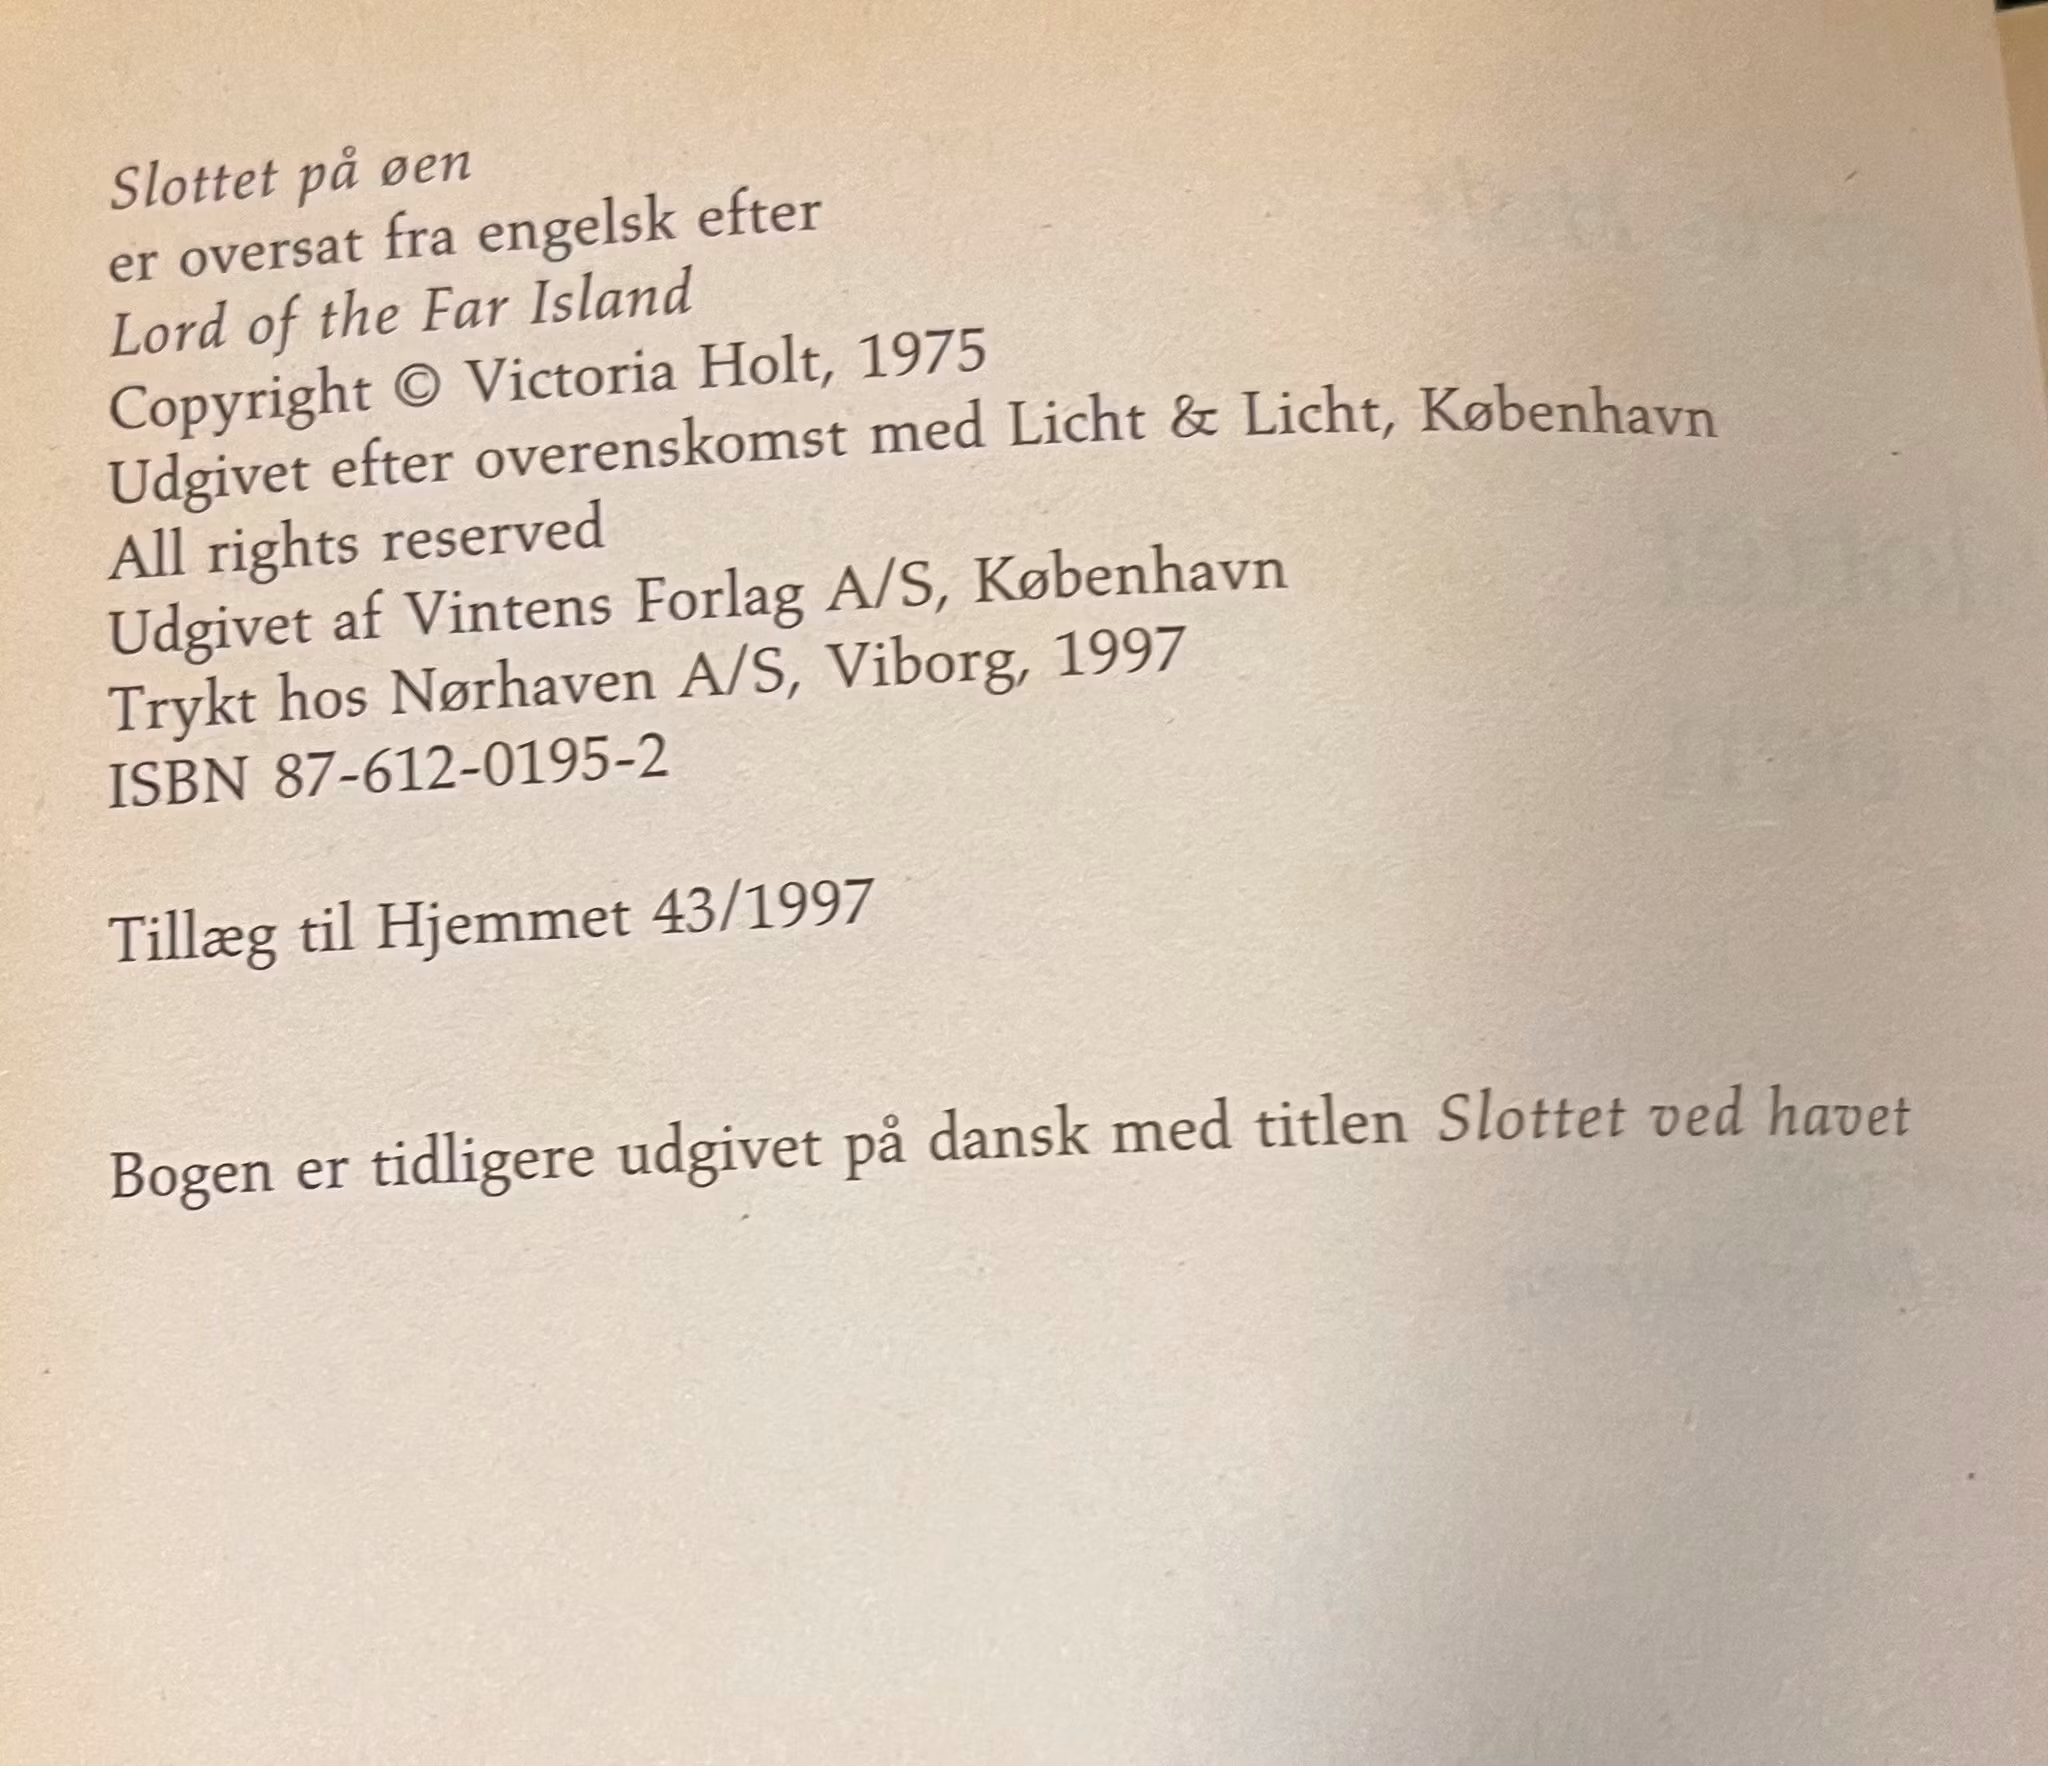 Slottet på øen
er oversat fra engelsk efter
Lord of the Far Island
Copyright © Victoria Holt, 1975
Udgivet efter overenskomst med Licht & Licht, København
All rights reserved
Udgivet af Vintens Forlag A/S, København
Trykt hos Nørhaven A/S, Viborg, 1997
ISBN 87-612-0195-2
Tillæg til Hjemmet 43/1997
Bogen er tidligere udgivet på dansk med titlen Slottet ved havet